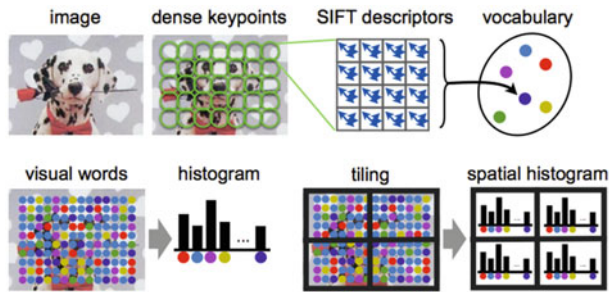 image
dense keypoints
SIFT descriptors
vocabulary
visual words
histogram
tiling
spatial histogram
...
...
...
...
...